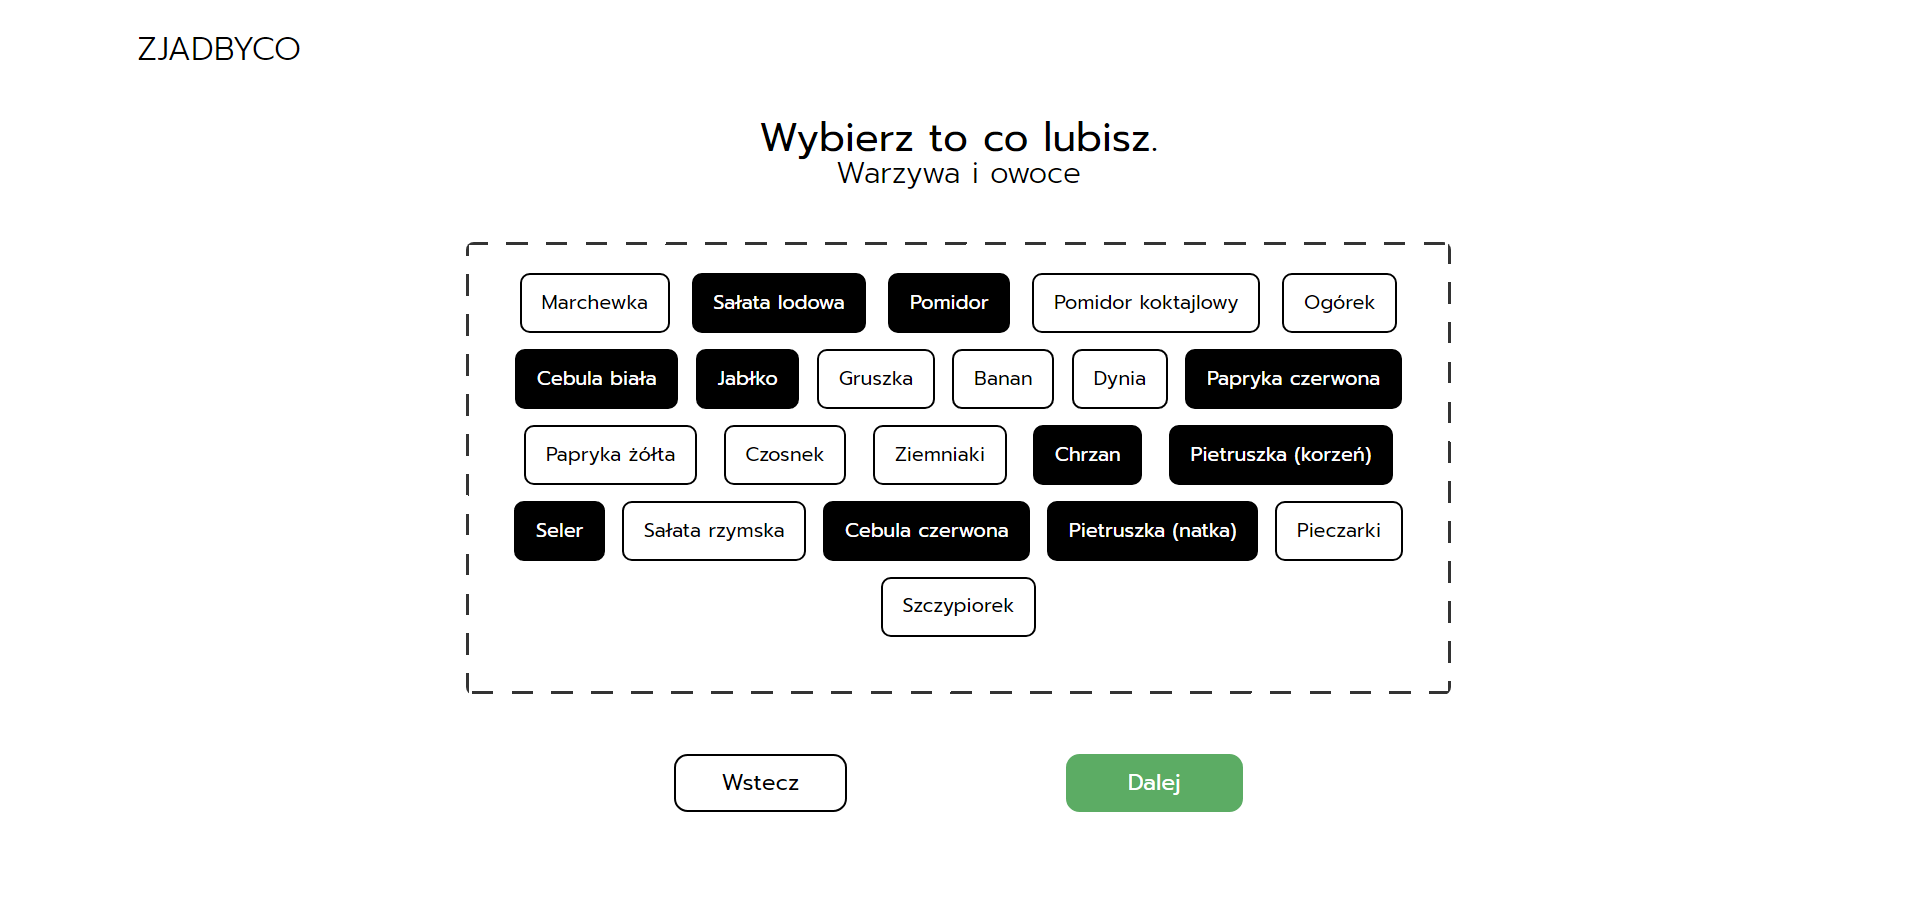 ZJADBYCO
Wybierz to co lubisz.
Warzywa i owoce
Marchewka Sałata lodowa Pomidor Pomidor koktajlowy Ogórek
Cebula biała Jabłko Gruszka Banan Dynia Papryka czerwona
Papryka żółta Czosnek Ziemniaki Chrzan Pietruszka (korzeń)
Seler Sałata rzymska Cebula czerwona Pietruszka (natka) Pieczarki
Szczypiorek
Wstecz Dalej